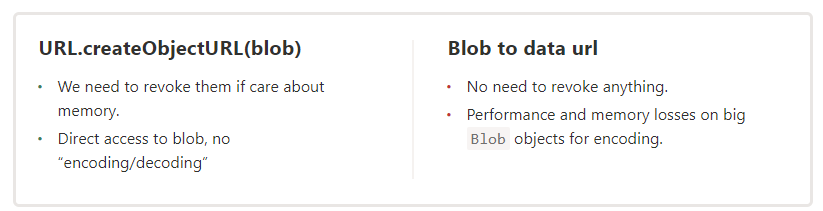 URL.createObjectURL(blob)
• We need to revoke them if care about
memory.
• Direct access to blob, no
“encoding/decoding”
Blob to data url
• No need to revoke anything.
• Performance and memory losses on big
Blob objects for encoding.